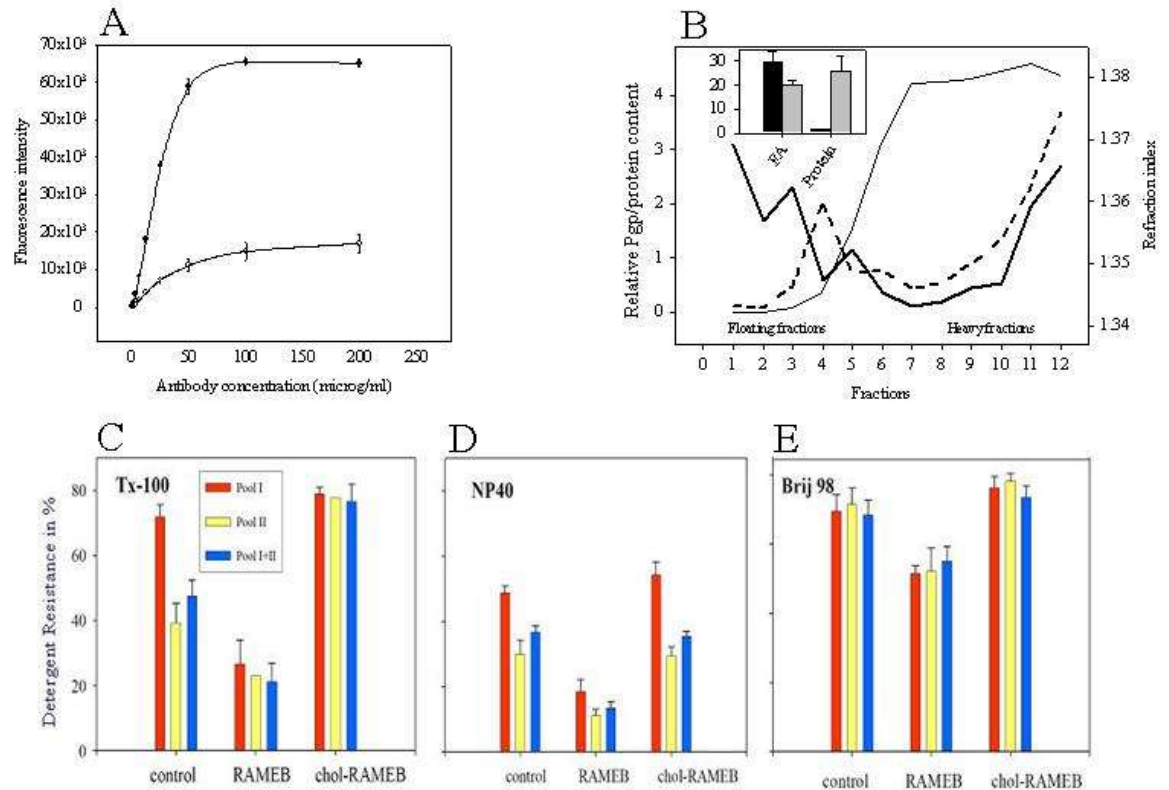 A
Fluorescence intensity
70x10³
60x10³
50x10³
40x10³
30x10³
20x10³
10x10³
0
0 50 100 150 200 250
Antibody concentration (microg/ml)
B
Relative Pgp/protein content
4
3
2
1
0
30
20
10
0
Protein
Floating fractions
Heavy fractions
0 1 2 3 4 5 6 7 8 9 10 11 12
Fractions
1.38
1.37
1.36
1.35
1.34
Refraction index
C
Tx-100
Pool I
Pool II
Pool I+II
Detergent Resistance in %
80
60
40
20
0
control RAMEB chol-RAMEB
D
NP40
control RAMEB chol-RAMEB
E
Brij 98
control RAMEB chol-RAMEB